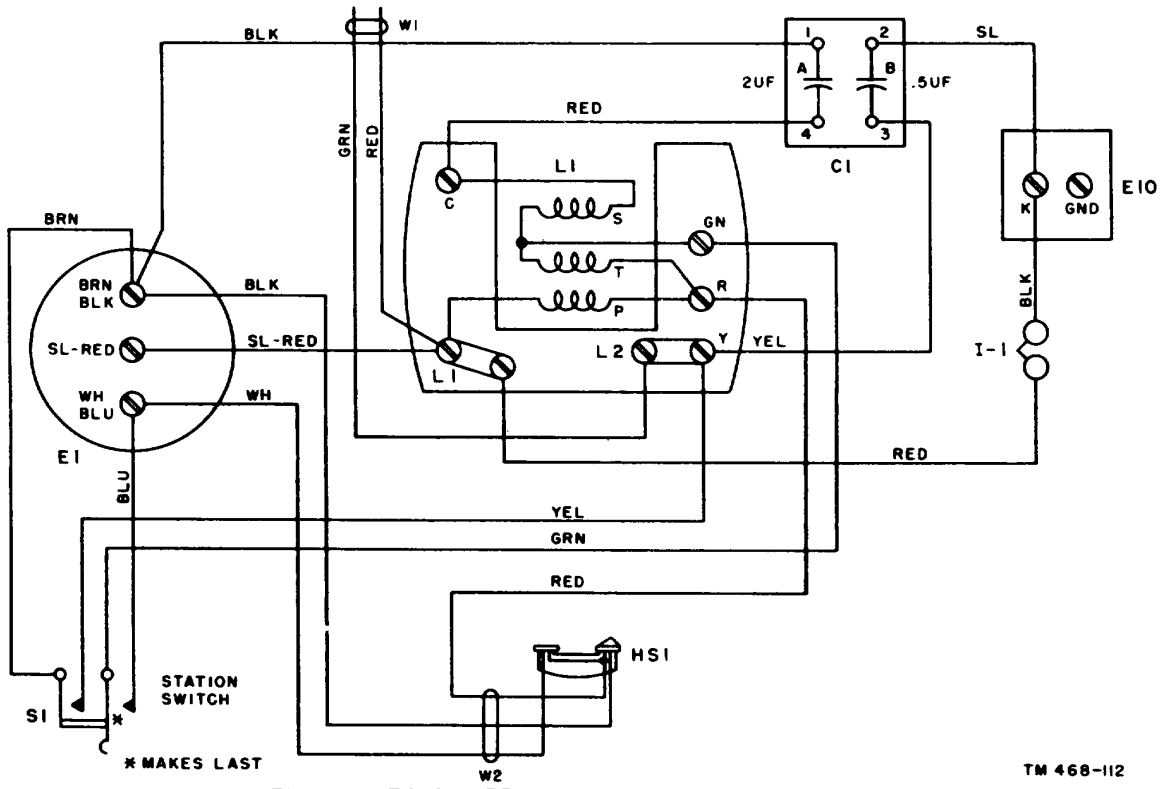 W1
BLK
1
2
SL
A
B
2UF
.5UF
RED
GRN
RED
4
3
C1
L1
C
S
K
GND
E10
BRN
GN
T
BRN
BLK
BLK
R
P
BLK
SL-RED
SL-RED
L1
L2
Y
YEL
I-1
WH
BLU
WH
E1
RED
BLU
YEL
GRN
RED
HS1
STATION
SWITCH
S1
*
* MAKES LAST
W2
TM 468-112